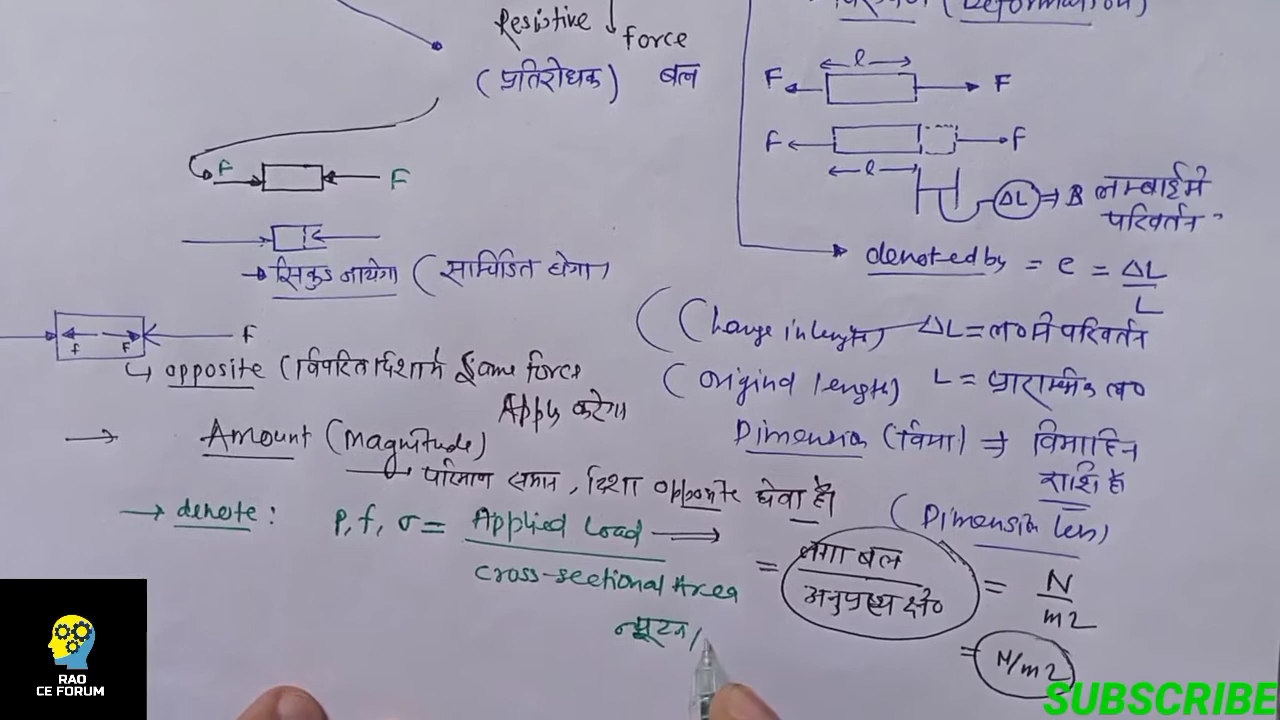 Resistive force
(प्रतिरोधक) बल
F F
→ सिकुड जायेगा (
F
f F
opposite (विपरित दिशा मे Same force
Apply करेगा
→ Amount (Magnitude)
→ परिमाण समान, दिशा opposite होता है।
→ denote : P, f, σ = Applied Load →
cross-sectional Area
न्यूटन /
(Deformation)
l
F F
F F
l
ΔL ⇒ लम्बाई मे
परिवर्तन
denoted by = e = ΔL
L
(Change in length) ΔL = ल० मे परिवर्तन
(original length) L = प्रारम्भिक ल०
Dimension (विमा) ⇒ विमाहिन
राशि है
(Dimension less)
= लगा बल = N
अनुप्रस्थ क्षे० m2
= N/m2
RAO
CE FORUM
SUBSCRIBE